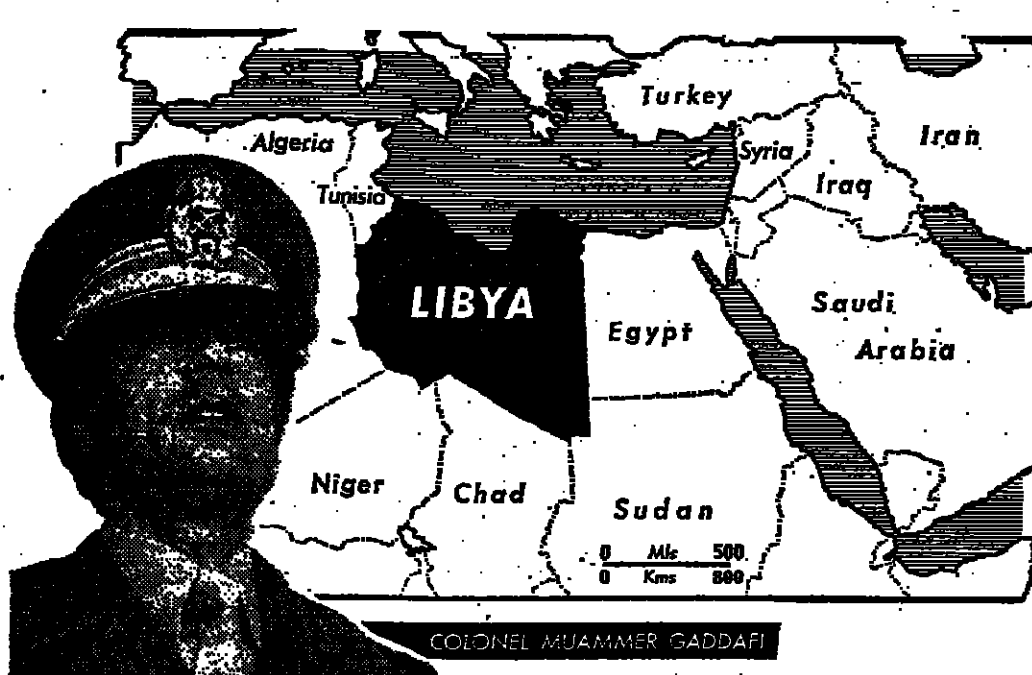 Turkey
Algeria
Syria
Iran
Tunisia
Iraq
LIBYA
Saudi
Arabia
Egypt
Niger
Chad
Sudan
0 Mls 500
0 Kms 800
COLONEL MUAMMER GADDAFI